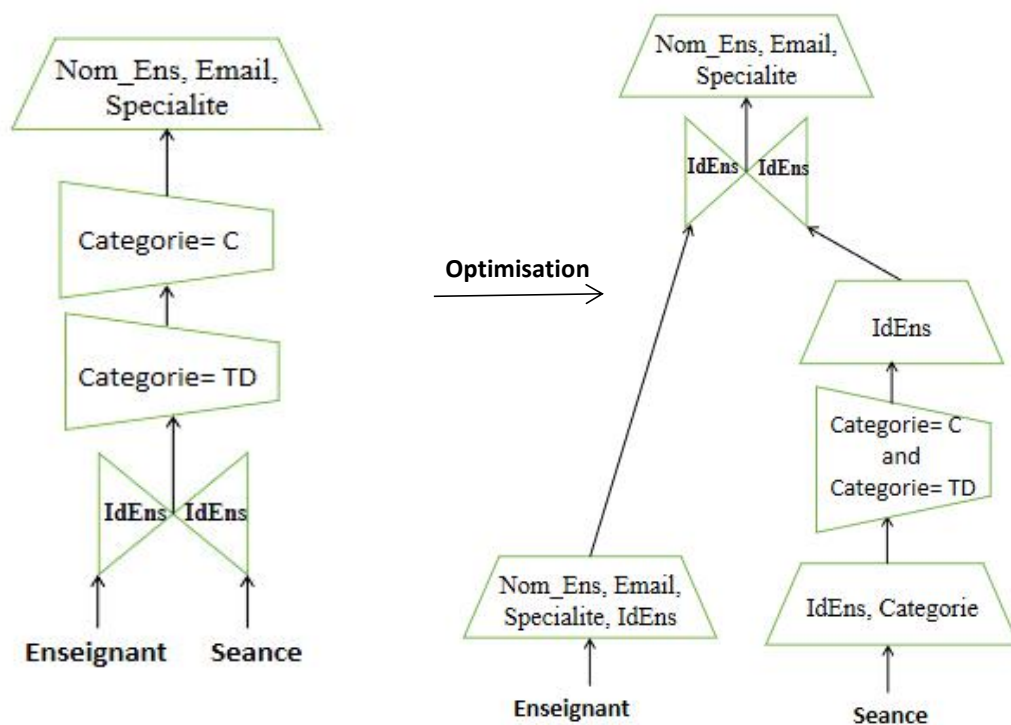 Nom_Ens, Email,
Specialite
Categorie= C
Categorie= TD
IdEns
IdEns
Enseignant
Seance
Optimisation
Nom_Ens, Email,
Specialite
IdEns
IdEns
IdEns
Categorie= C
and
Categorie= TD
Nom_Ens, Email,
Specialite, IdEns
IdEns, Categorie
Enseignant
Seance